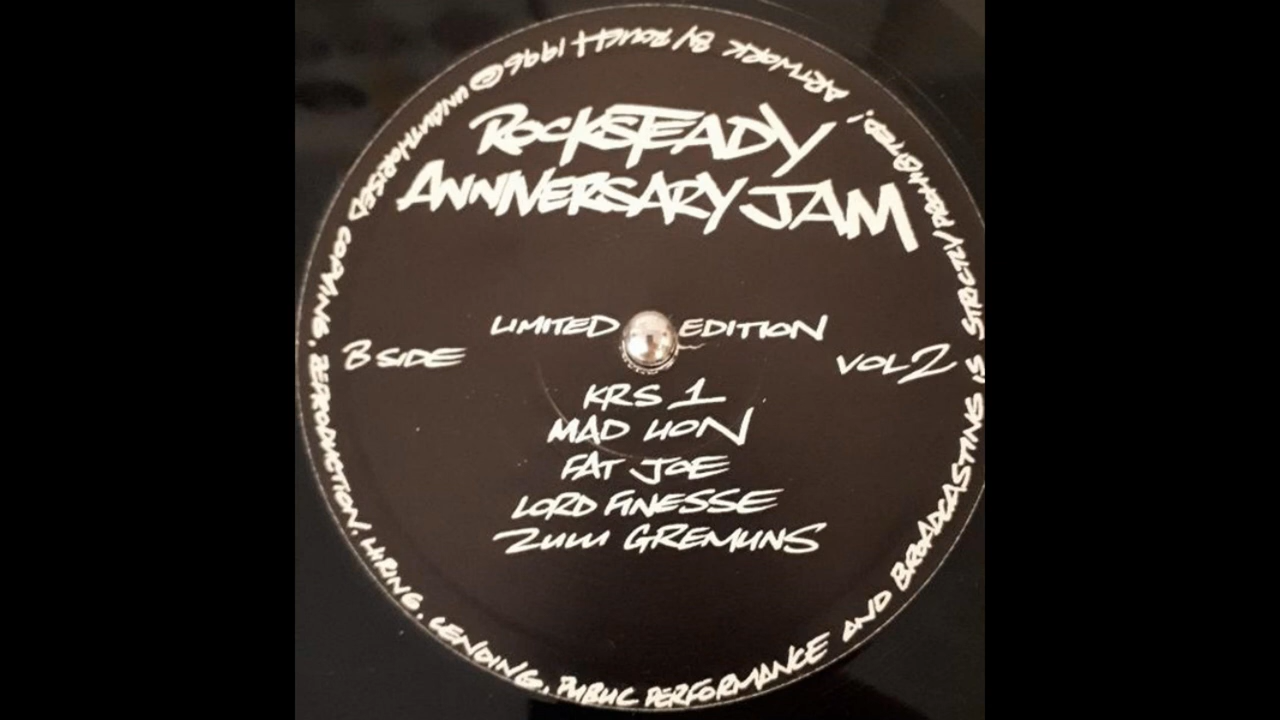 ROCKSTEADY
ANNIVERSARY JAM
LIMITED EDITION
B SIDE
VOL 2
KRS 1
MAD LION
FAT JOE
LORD FINESSE
ZULU GREMLINS
UNAUTHORISED COPYING, REPRODUCTION, HIRING, LENDING, PUBLIC PERFORMANCE AND BROADCASTING IS STRICTLY PROHIBITED! ARTWORK BY ROUGH 1996 ©